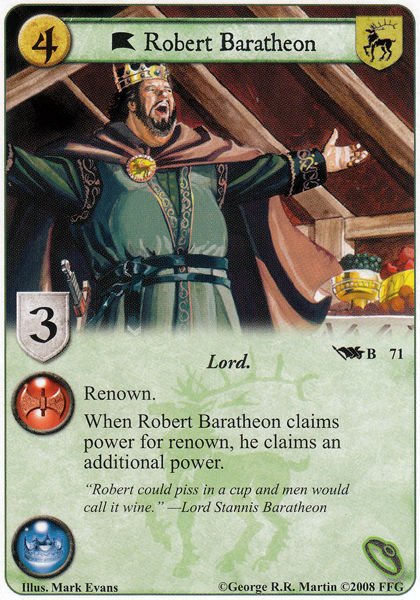 4
Robert Baratheon
3
Lord.
B 71
Renown.
When Robert Baratheon claims
power for renown, he claims an
additional power.
“Robert could piss in a cup and men would
call it wine.” —Lord Stannis Baratheon
Illus. Mark Evans ©George R.R. Martin ©2008 FFG